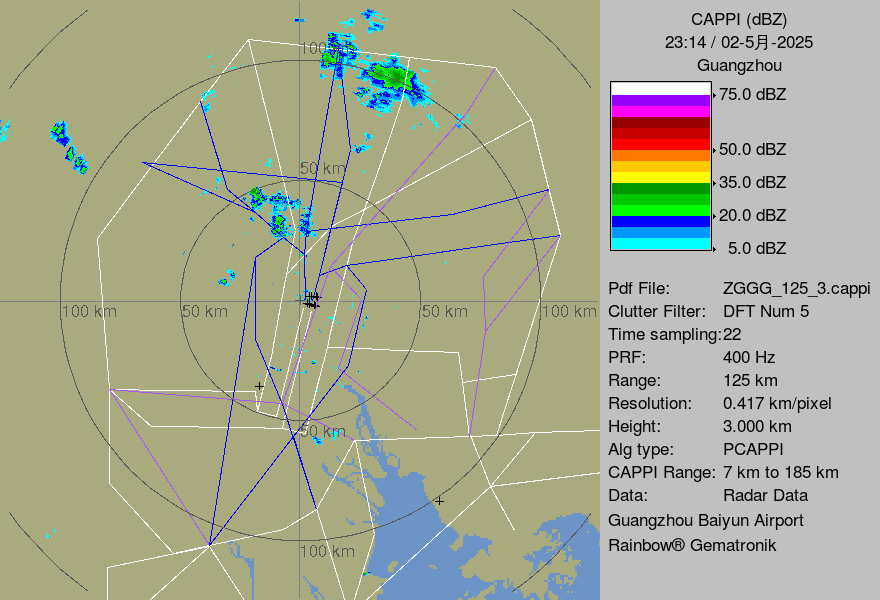 100 km
50 km
100 km
50 km
50 km
100 km
50 km
100 km
CAPPI (dBZ)
23:14 / 02-5月-2025
Guangzhou
75.0 dBZ
50.0 dBZ
35.0 dBZ
20.0 dBZ
5.0 dBZ
Pdf File: ZGGG_125_3.cappi
Clutter Filter: DFT Num 5
Time sampling:22
PRF: 400 Hz
Range: 125 km
Resolution: 0.417 km/pixel
Height: 3.000 km
Alg type: PCAPPI
CAPPI Range: 7 km to 185 km
Data: Radar Data
Guangzhou Baiyun Airport
Rainbow® Gematronik